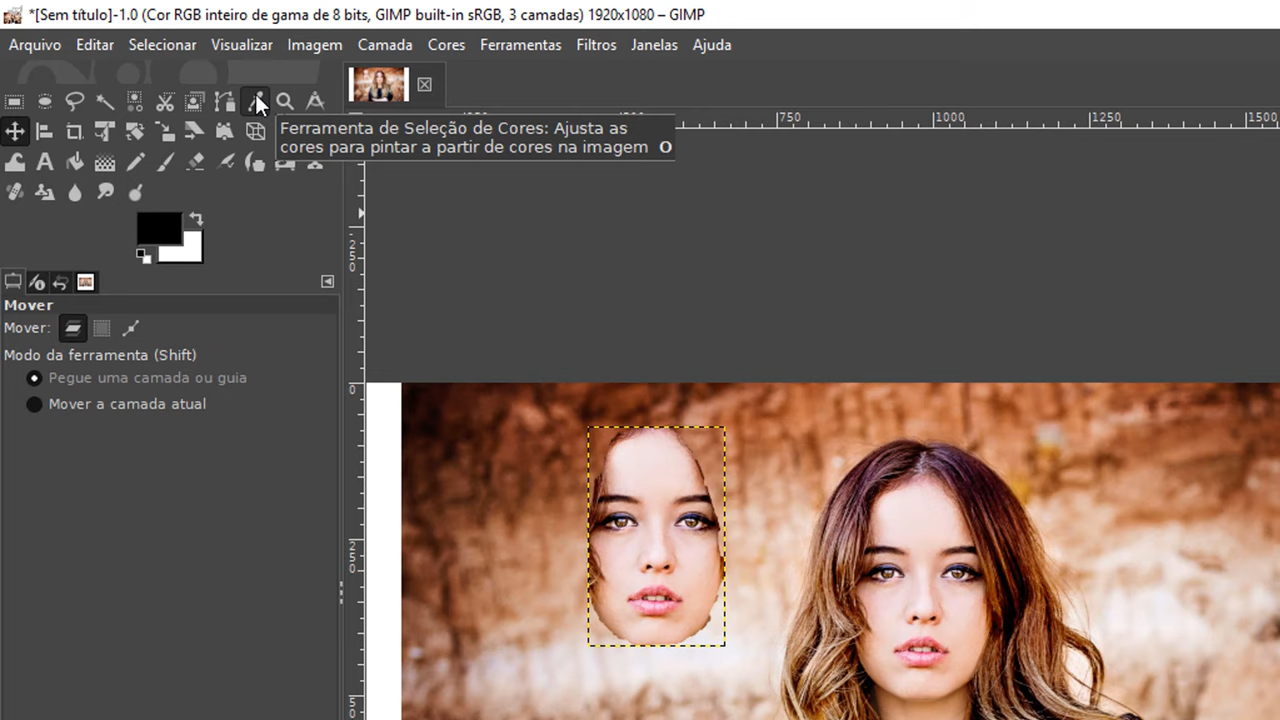 *[Sem título]-1.0 (Cor RGB inteiro de gama de 8 bits, GIMP built-in sRGB, 3 camadas) 1920x1080 – GIMP
Arquivo Editar Selecionar Visualizar Imagem Camada Cores Ferramentas Filtros Janelas Ajuda
750 1000 1250 1500
Ferramenta de Seleção de Cores: Ajusta as
cores para pintar a partir de cores na imagem O
250
Mover
Mover:
Modo da ferramenta (Shift)
Pegue uma camada ou guia
Mover a camada atual
0
250